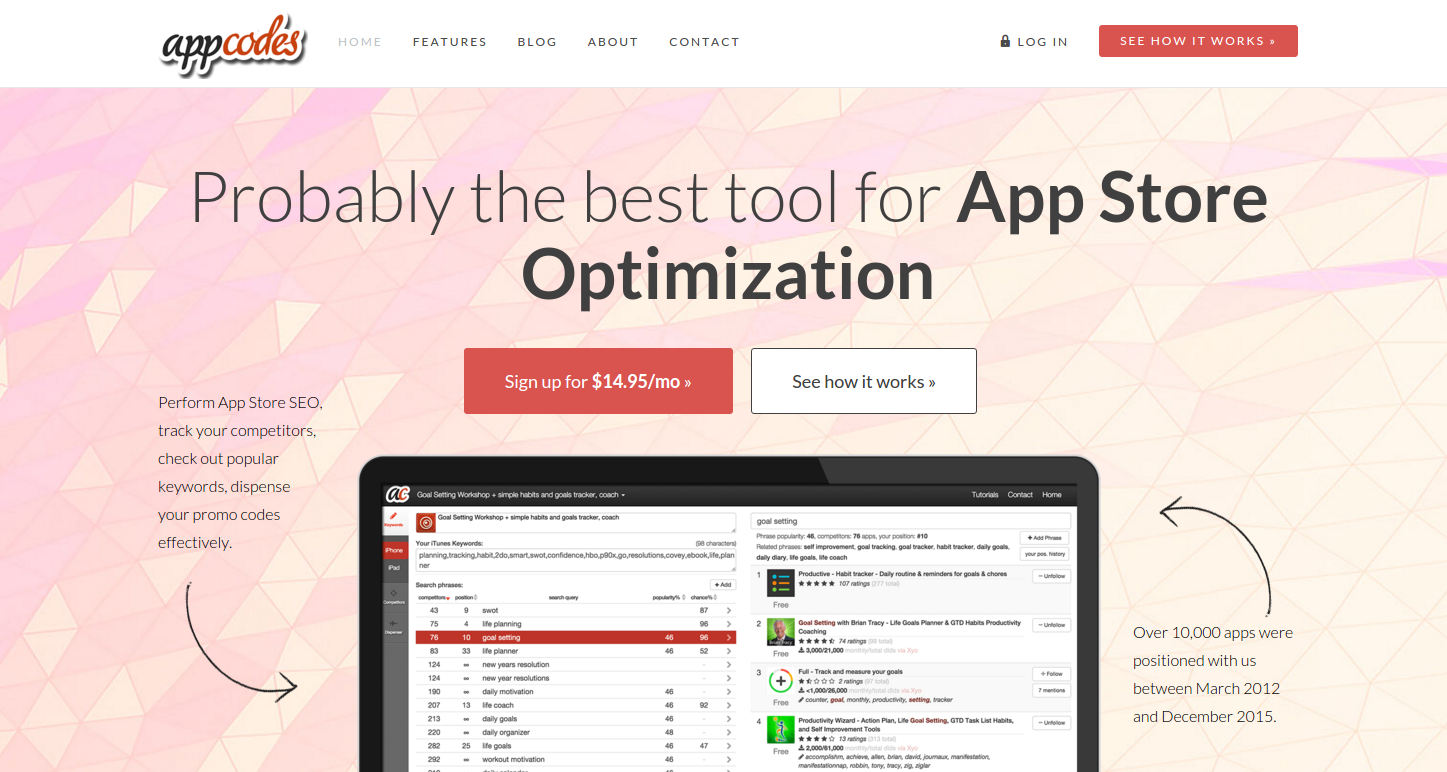 appcodes
HOME
FEATURES
BLOG
ABOUT
CONTACT
LOG IN
SEE HOW IT WORKS »
Probably the best tool for App Store
Optimization
Sign up for $14.95/mo »
See how it works »
Perform App Store SEO,
track your competitors,
check out popular
keywords, dispense
your promo codes
effectively.
ac
Goal Setting Workshop + simple habits and goals tracker, coach
Tutorials
Contact
Home
Keywords
iPhone
iPad
Competitors
Dispenser
Goal Setting Workshop + simple habits and goals tracker, coach
Your iTunes Keywords: (98 characters)
planning,tracking,habit,2do,smart,swot,confidence,hbo,p90x,go,resolutions,covey,ebook,life,plan
ner
Search phrases:
+ Add
competitors position search query popularity% chance%
43 9 swot 87
75 4 life planning 96
76 10 goal setting 46 96
83 33 life planner 46 52
124 ∞ new years resolution -
124 ∞ new year resolutions -
190 ∞ daily motivation 46 -
207 13 life coach 46 92
213 ∞ daily goals 46 -
220 ∞ daily organizer 48 -
282 25 life goals 46 47
292 ∞ workout motivation 46 -
goal setting
Phrase popularity: 46, competitors: 76 apps, your position: #10
Related phrases: self improvement, goal tracking, goal tracker, habit tracker, daily goals,
daily diary, life goals, life coach
+ Add Phrase
your pos. history
1
Productive - Habit tracker - Daily routine & reminders for goals & chores
107 ratings (277 total)
Free
− Unfollow
2
Goal Setting with Brian Tracy - Life Goals Planner & GTD Habits Productivity
Coaching
74 ratings (99 total)
3,000/21,000 monthly/total dlds via Xyo
Free
− Unfollow
3
Full - Track and measure your goals
2 ratings (97 total)
<1,000/26,000 monthly/total dlds via Xyo
counter, goal, monthly, productivity, setting, tracker
Free
+ Follow
7 mentions
4
Productivity Wizard - Action Plan, Life Goal Setting, GTD Task List Habits,
and Self Improvement Tools
13 ratings (313 total)
2,000/61,000 monthly/total dlds via Xyo
accomplish, achieve, allen, brian, david, journaux, manifestation,
manifestationnap, robbin, tony, tracy, zig, ziglar
Free
− Unfollow
Over 10,000 apps were
positioned with us
between March 2012
and December 2015.